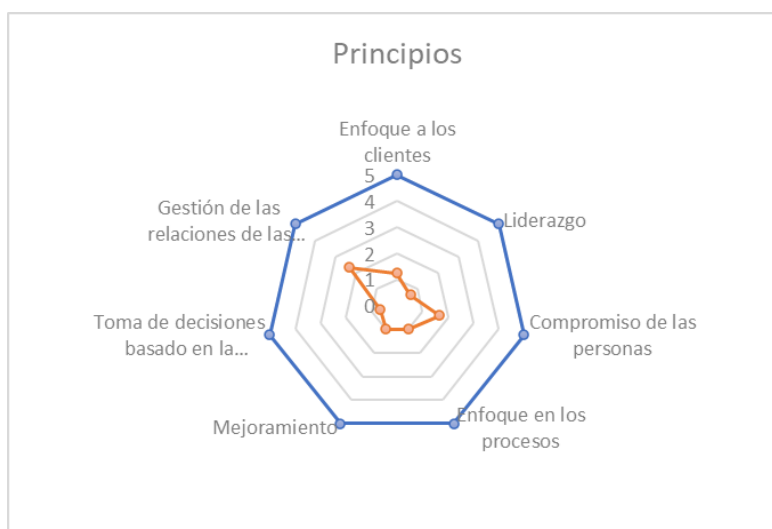 Principios
Enfoque a los
clientes
5
4
3
2
1
0
Liderazgo
Compromiso de las
personas
Enfoque en los
procesos
Mejoramiento
Toma de decisiones
basado en la...
Gestión de las
relaciones de las...